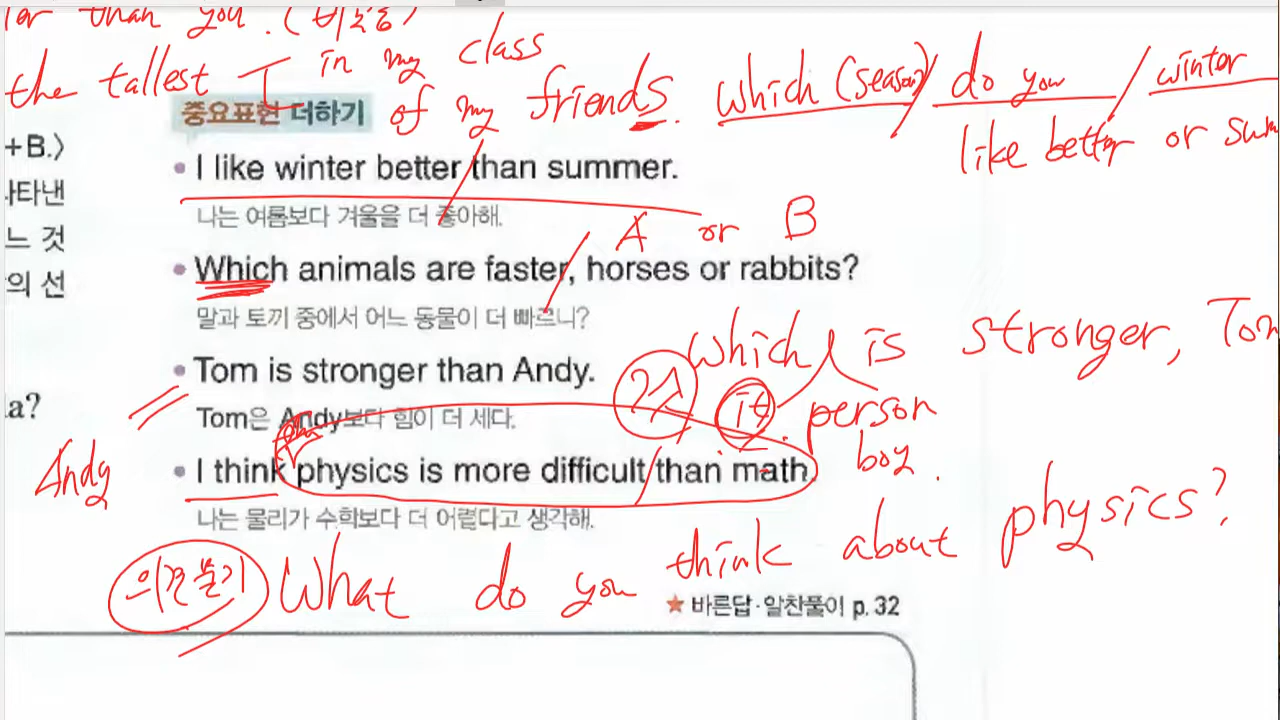 than you. (비교급)
the tallest in my class
of my friends. which (season) / do you / winter
like better or sum
중요표현 더하기
+B.〉
• I like winter better than summer.
나는 여름보다 겨울을 더 좋아해.
A or B
느 것
• Which animals are faster, horses or rabbits?
의 선
말과 토끼 중에서 어느 동물이 더 빠르니?
which is stronger, Tom
• Tom is stronger than Andy.
it person
a?
Tom은 Andy보다 힘이 더 세다.
boy.
Andy
• I think physics is more difficult than math.
나는 물리가 수학보다 더 어렵다고 생각해.
의견 묻기 What do you think about physics?
★ 바른답·알찬풀이 p. 32